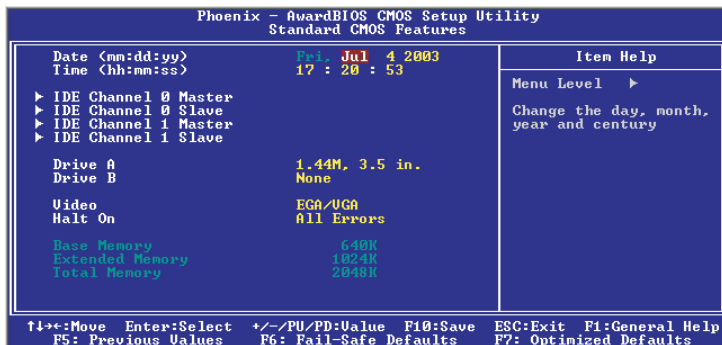 Phoenix - AwardBIOS CMOS Setup Utility
Standard CMOS Features
Date (mm:dd:yy) Fri, Jul 4 2003
Time (hh:mm:ss) 17 : 20 : 53
▶ IDE Channel 0 Master
▶ IDE Channel 0 Slave
▶ IDE Channel 1 Master
▶ IDE Channel 1 Slave
Drive A 1.44M, 3.5 in.
Drive B None
Video EGA/VGA
Halt On All Errors
Base Memory 640K
Extended Memory 1024K
Total Memory 2048K
Item Help
Menu Level ▶
Change the day, month,
year and century
↑↓→←:Move Enter:Select +/-/PU/PD:Value F10:Save ESC:Exit F1:General Help
F5: Previous Values F6: Fail-Safe Defaults F7: Optimized Defaults